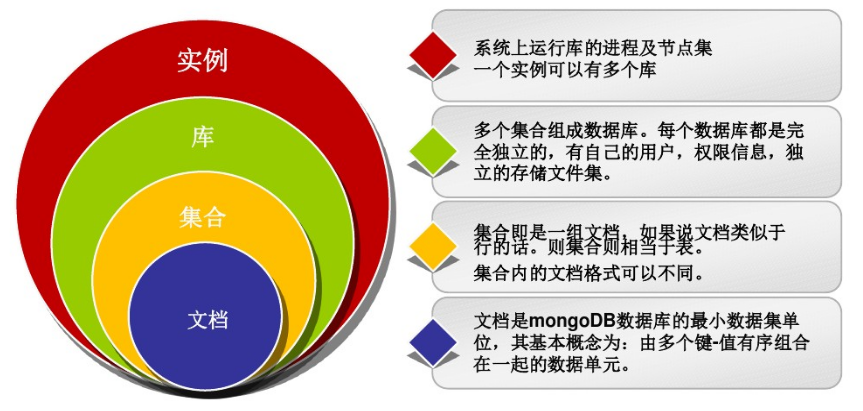 实例
库
集合
文档
系统上运行库的进程及节点集
一个实例可以有多个库
多个集合组成数据库。每个数据库都是完
全独立的，有自己的用户，权限信息，独
立的存储文件集。
集合即是一组文档，如果说文档类似于
行的话。则集合则相当于表。
集合内的文档格式可以不同。
文档是mongoDB数据库的最小数据集单
位，其基本概念为：由多个键-值有序组合
在一起的数据单元。